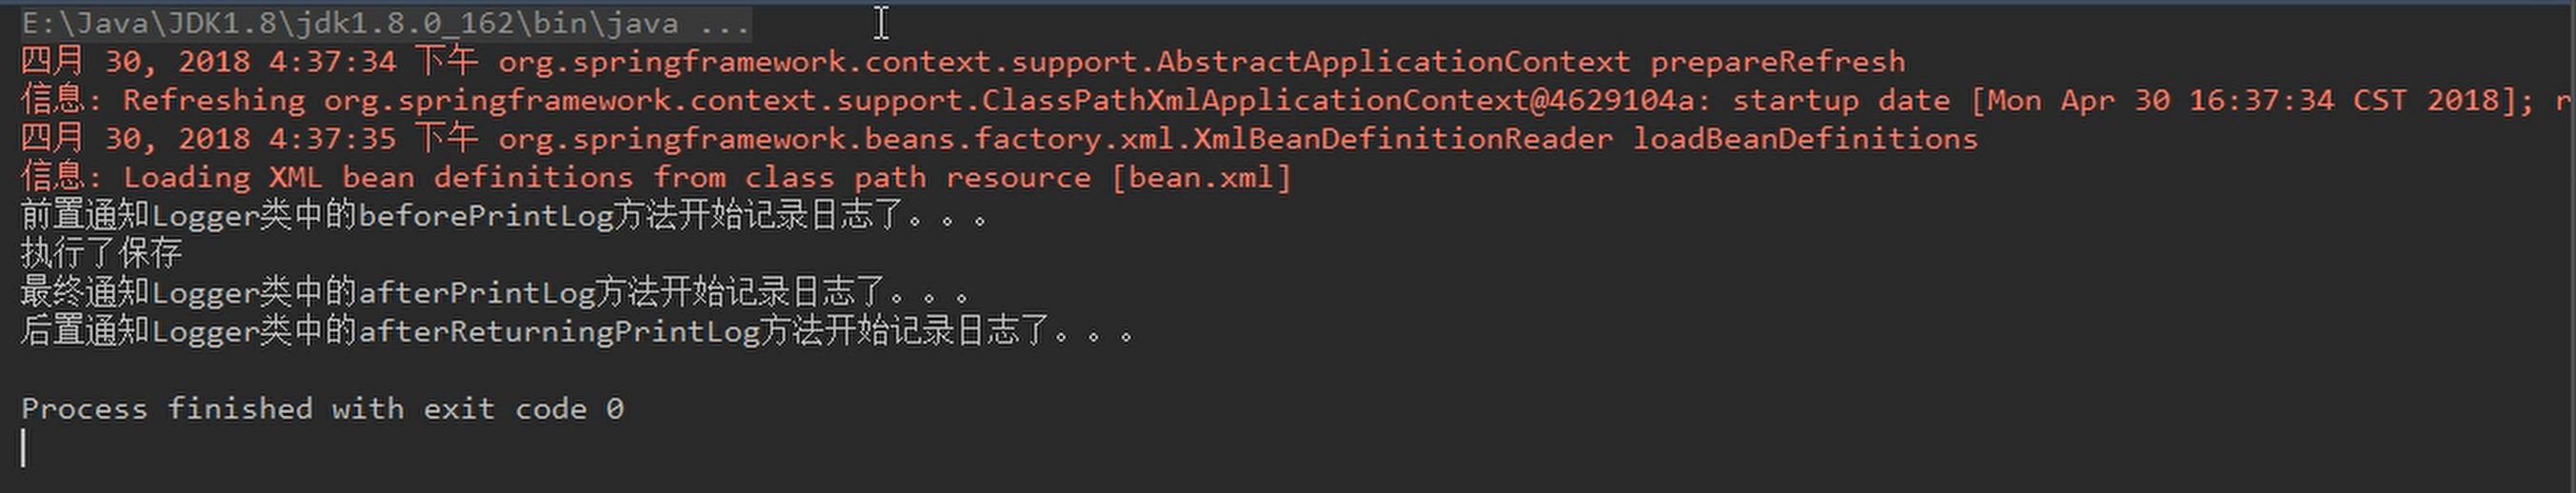 E:\Java\JDK1.8\jdk1.8.0_162\bin\java ...
四月 30, 2018 4:37:34 下午 org.springframework.context.support.AbstractApplicationContext prepareRefresh
信息: Refreshing org.springframework.context.support.ClassPathXmlApplicationContext@4629104a: startup date [Mon Apr 30 16:37:34 CST 2018]; r
四月 30, 2018 4:37:35 下午 org.springframework.beans.factory.xml.XmlBeanDefinitionReader loadBeanDefinitions
信息: Loading XML bean definitions from class path resource [bean.xml]
前置通知Logger类中的beforePrintLog方法开始记录日志了。。。
执行了保存
最终通知Logger类中的afterPrintLog方法开始记录日志了。。。
后置通知Logger类中的afterReturningPrintLog方法开始记录日志了。。。
Process finished with exit code 0